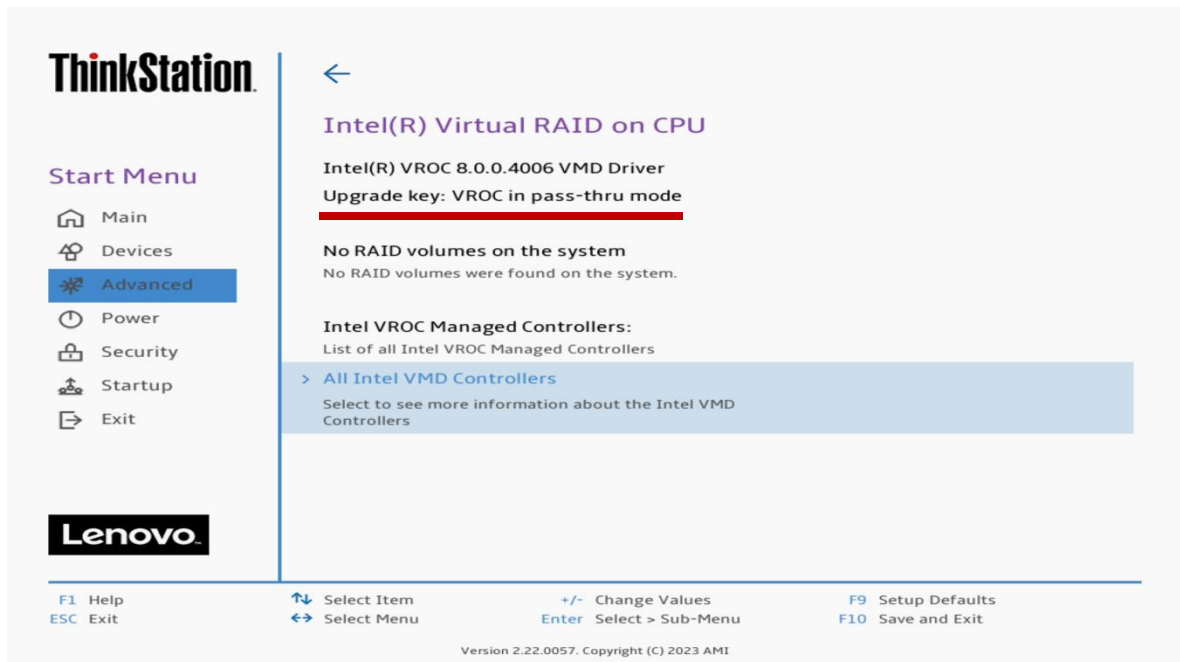 ThinkStation
Intel(R) Virtual RAID on CPU
Intel(R) VROC 8.0.0.4006 VMD Driver
Upgrade key: VROC in pass-thru mode
No RAID volumes on the system
No RAID volumes were found on the system.
Intel VROC Managed Controllers:
List of all Intel VROC Managed Controllers
> All Intel VMD Controllers
Select to see more information about the Intel VMD
Controllers
Start Menu
Main
Devices
Advanced
Power
Security
Startup
Exit
Lenovo
F1 Help
ESC Exit
↑↓ Select Item
←→ Select Menu
+/- Change Values
Enter Select > Sub-Menu
F9 Setup Defaults
F10 Save and Exit
Version 2.22.0057. Copyright (C) 2023 AMI